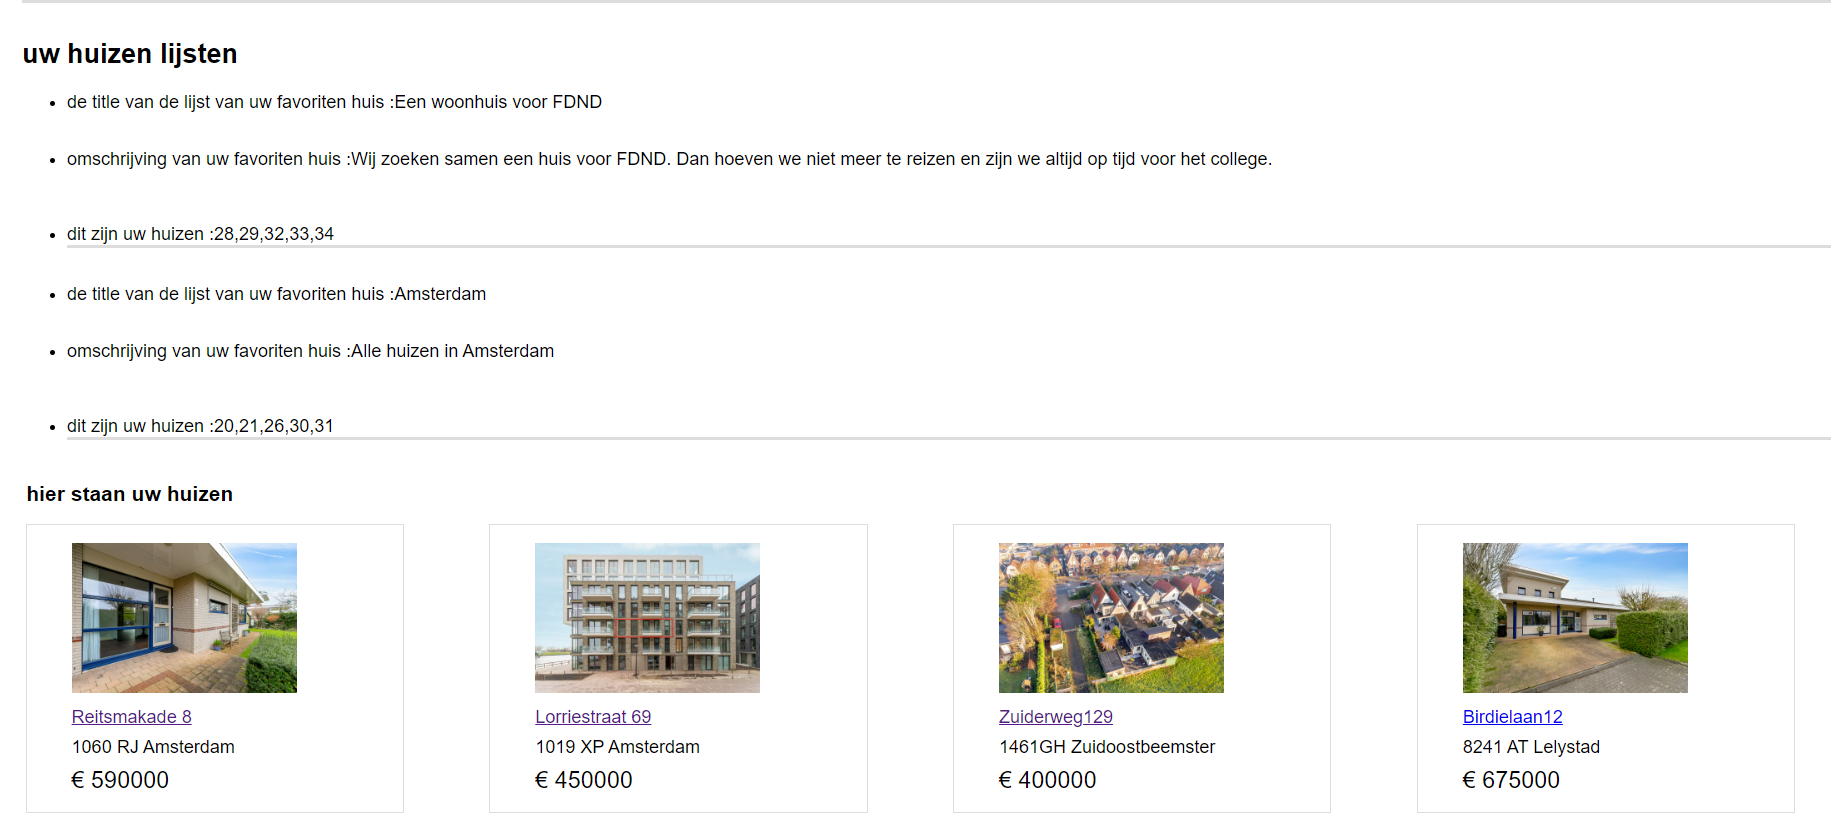 uw huizen lijsten
de title van de lijst van uw favoriten huis :Een woonhuis voor FDND
omschrijving van uw favoriten huis :Wij zoeken samen een huis voor FDND. Dan hoeven we niet meer te reizen en zijn we altijd op tijd voor het college.
dit zijn uw huizen :28,29,32,33,34
de title van de lijst van uw favoriten huis :Amsterdam
omschrijving van uw favoriten huis :Alle huizen in Amsterdam
dit zijn uw huizen :20,21,26,30,31
hier staan uw huizen
Reitsmakade 8
1060 RJ Amsterdam
€ 590000
Lorriestraat 69
1019 XP Amsterdam
€ 450000
Zuiderweg129
1461GH Zuidoostbeemster
€ 400000
Birdielaan12
8241 AT Lelystad
€ 675000